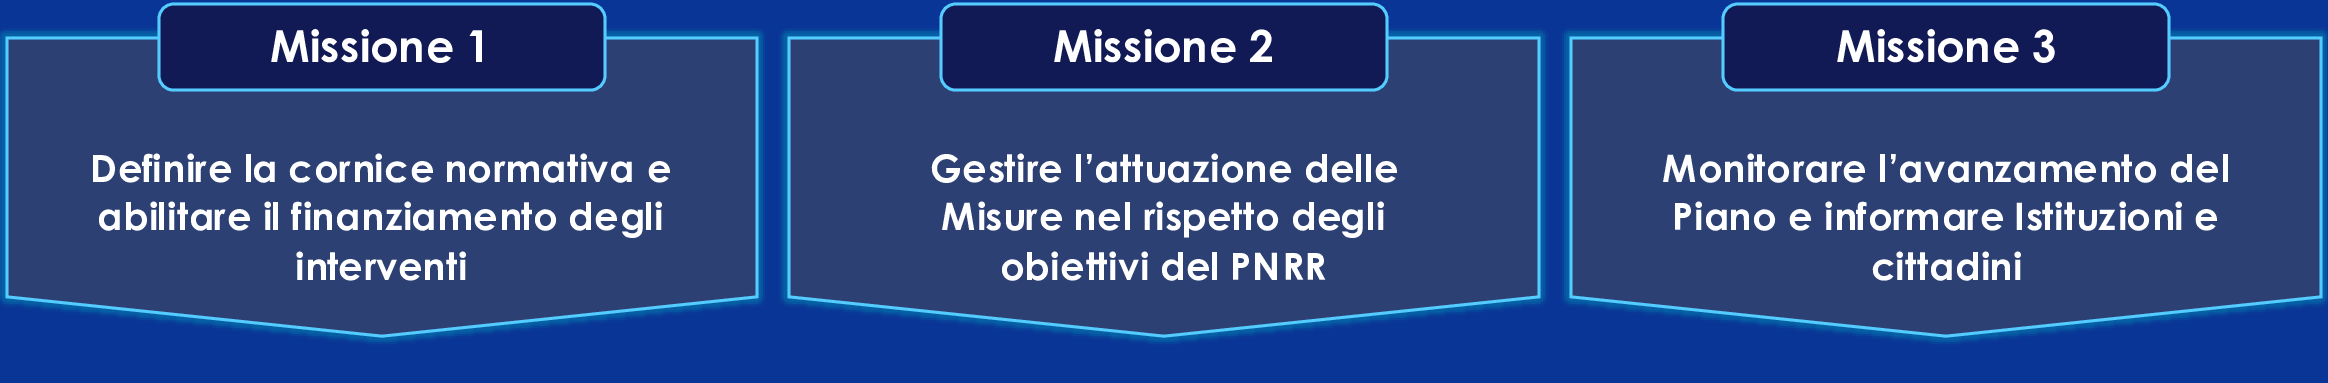 Missione 1
Definire la cornice normativa e
abilitare il finanziamento degli
interventi
Missione 2
Gestire l’attuazione delle
Misure nel rispetto degli
obiettivi del PNRR
Missione 3
Monitorare l’avanzamento del
Piano e informare Istituzioni e
cittadini